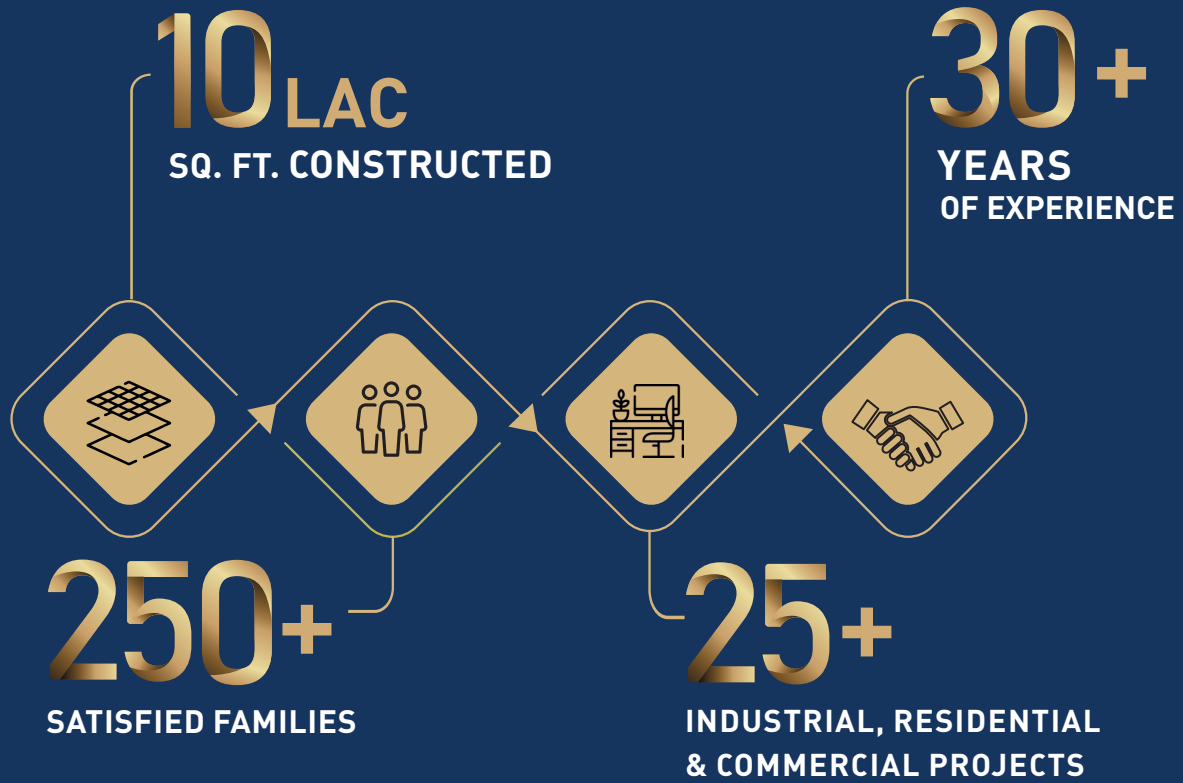 10 LAC
SQ. FT. CONSTRUCTED
30+
YEARS
OF EXPERIENCE
250+
SATISFIED FAMILIES
25+
INDUSTRIAL, RESIDENTIAL
& COMMERCIAL PROJECTS